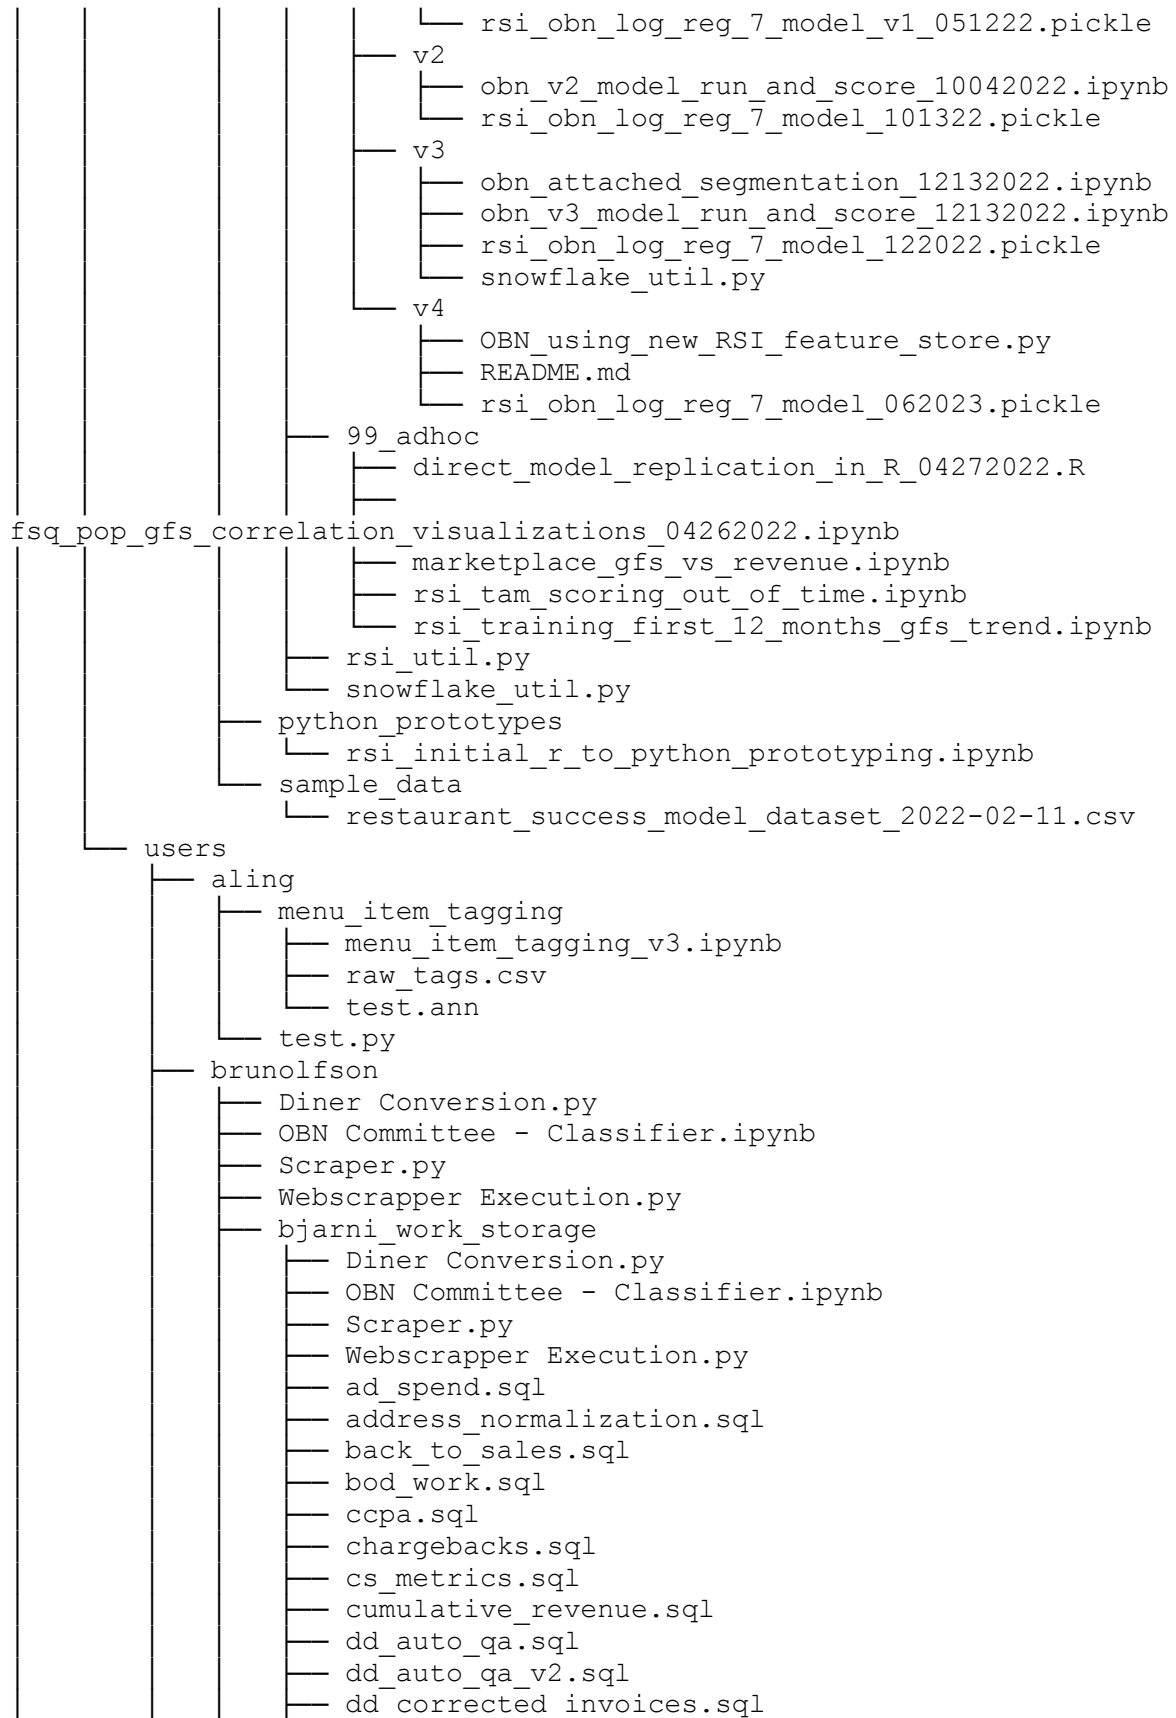 │   │       │   │   │   └── rsi_obn_log_reg_7_model_v1_051222.pickle
│   │       │   │   ├── v2
│   │       │   │   │   ├── obn_v2_model_run_and_score_10042022.ipynb
│   │       │   │   │   └── rsi_obn_log_reg_7_model_101322.pickle
│   │       │   │   ├── v3
│   │       │   │   │   ├── obn_attached_segmentation_12132022.ipynb
│   │       │   │   │   ├── obn_v3_model_run_and_score_12132022.ipynb
│   │       │   │   │   ├── rsi_obn_log_reg_7_model_122022.pickle
│   │       │   │   │   └── snowflake_util.py
│   │       │   │   └── v4
│   │       │   │       ├── OBN_using_new_RSI_feature_store.py
│   │       │   │       ├── README.md
│   │       │   │       └── rsi_obn_log_reg_7_model_062023.pickle
│   │       │   ├── 99_adhoc
│   │       │   │   ├── direct_model_replication_in_R_04272022.R
│   │       │   │   ├──
fsq_pop_gfs_correlation_visualizations_04262022.ipynb
│   │       │   │   ├── marketplace_gfs_vs_revenue.ipynb
│   │       │   │   ├── rsi_tam_scoring_out_of_time.ipynb
│   │       │   │   └── rsi_training_first_12_months_gfs_trend.ipynb
│   │       │   ├── rsi_util.py
│   │       │   └── snowflake_util.py
│   │       ├── python_prototypes
│   │       │   └── rsi_initial_r_to_python_prototyping.ipynb
│   │       └── sample_data
│   │           └── restaurant_success_model_dataset_2022-02-11.csv
│   └── users
│       ├── aling
│       │   ├── menu_item_tagging
│       │   │   ├── menu_item_tagging_v3.ipynb
│       │   │   ├── raw_tags.csv
│       │   │   └── test.ann
│       │   └── test.py
│       ├── brunolfson
│       │   ├── Diner Conversion.py
│       │   ├── OBN Committee - Classifier.ipynb
│       │   ├── Scraper.py
│       │   ├── Webscrapper Execution.py
│       │   ├── bjarni_work_storage
│       │   │   ├── Diner Conversion.py
│       │   │   ├── OBN Committee - Classifier.ipynb
│       │   │   ├── Scraper.py
│       │   │   ├── Webscrapper Execution.py
│       │   │   ├── ad_spend.sql
│       │   │   ├── address_normalization.sql
│       │   │   ├── back_to_sales.sql
│       │   │   ├── bod_work.sql
│       │   │   ├── ccpa.sql
│       │   │   ├── chargebacks.sql
│       │   │   ├── cs_metrics.sql
│       │   │   ├── cumulative_revenue.sql
│       │   │   ├── dd_auto_qa.sql
│       │   │   ├── dd_auto_qa_v2.sql
│       │   │   ├── dd_corrected_invoices.sql